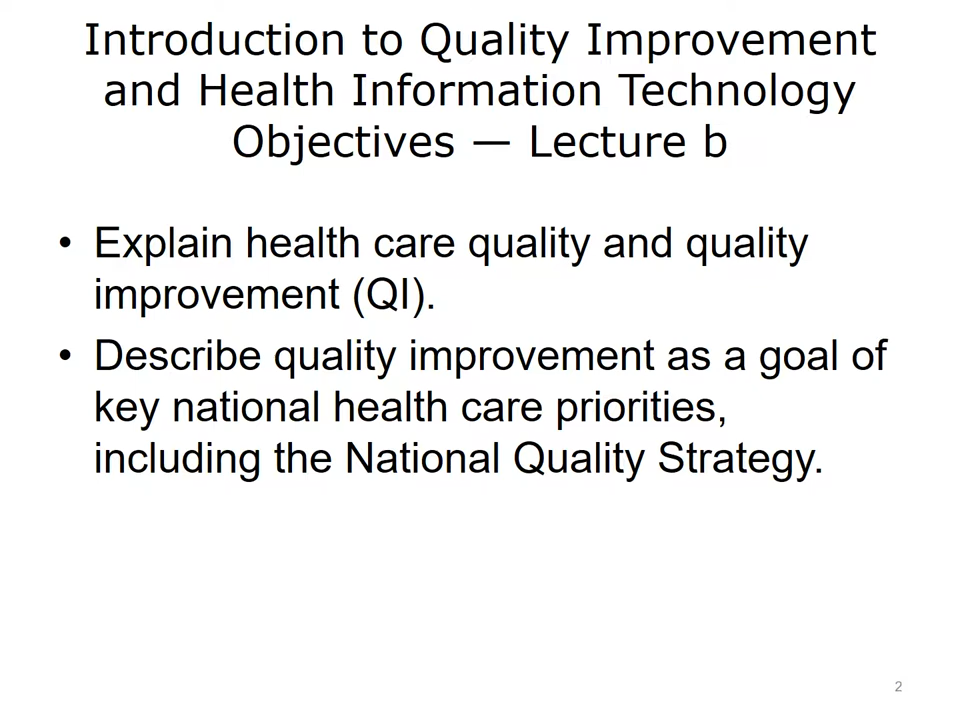 Introduction to Quality Improvement
and Health Information Technology
Objectives — Lecture b
• Explain health care quality and quality
improvement (QI).
• Describe quality improvement as a goal of
key national health care priorities,
including the National Quality Strategy.
2